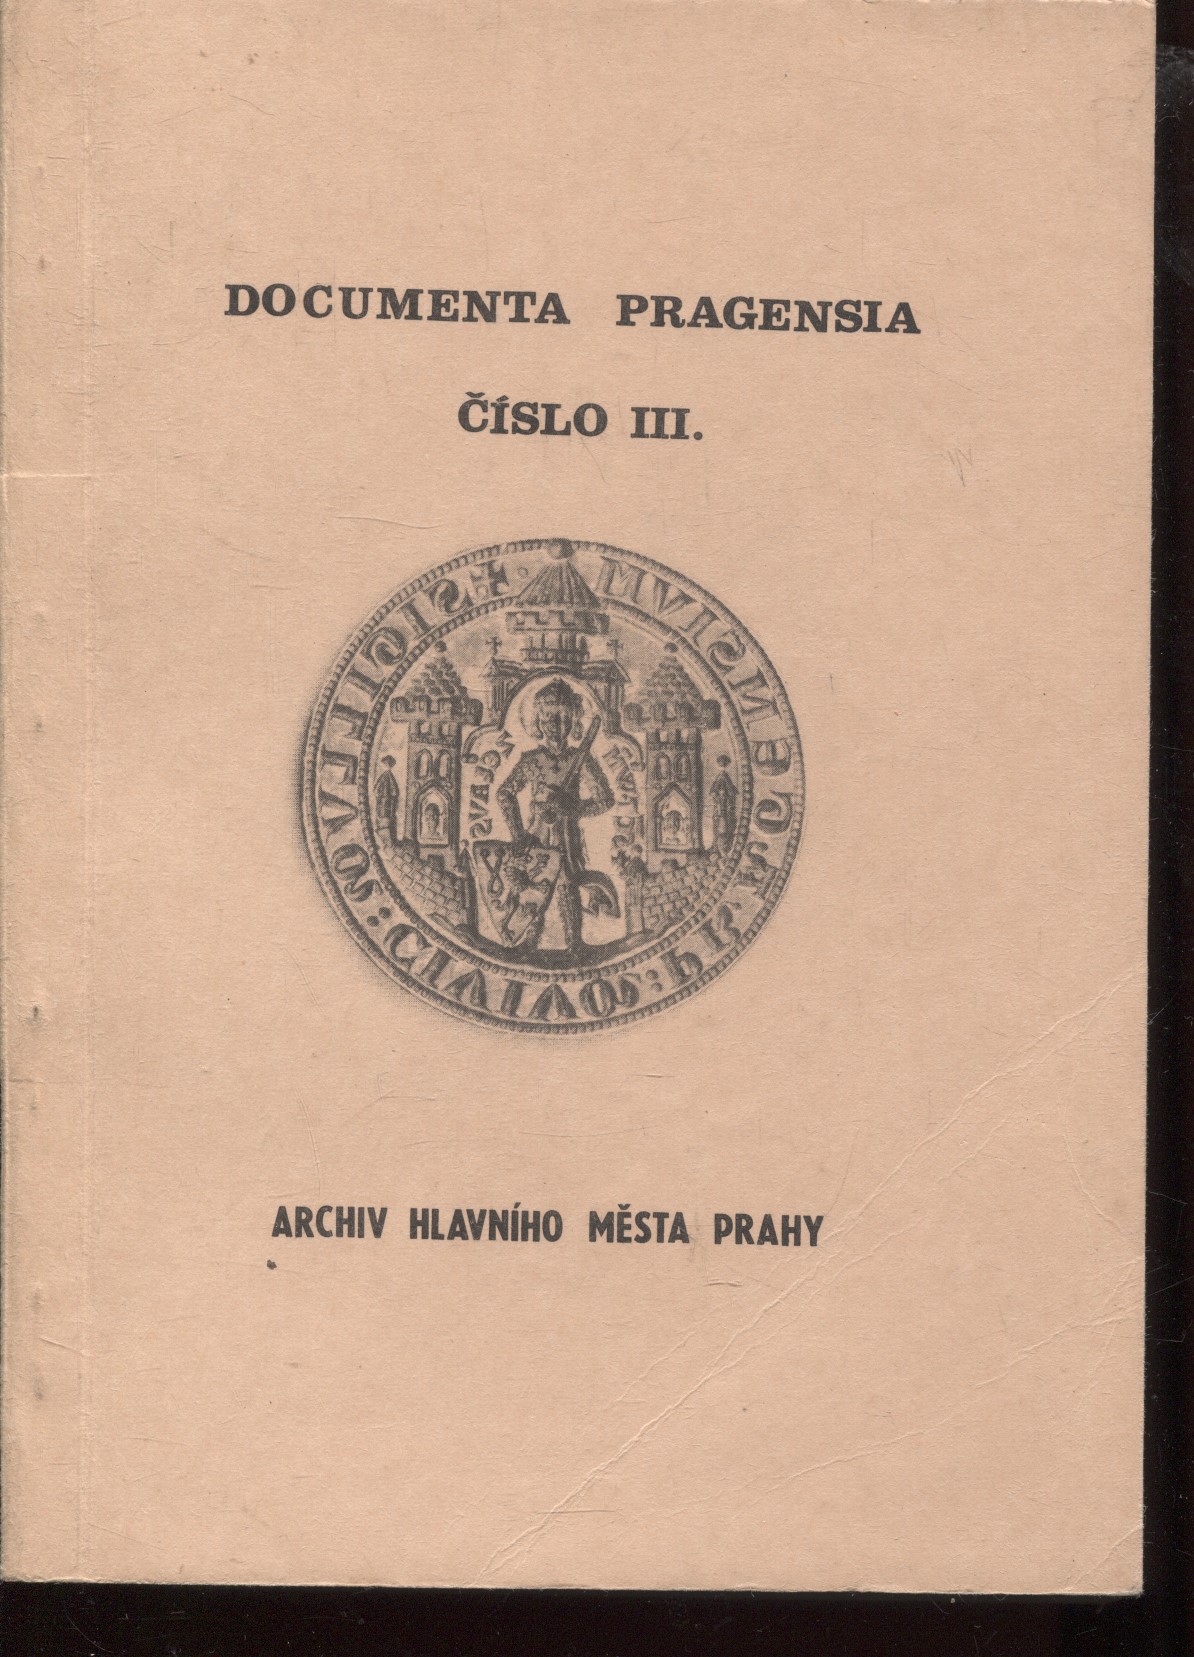 DOCUMENTA PRAGENSIA
ČÍSLO III.
ARCHIV HLAVNÍHO MĚSTA PRAHY